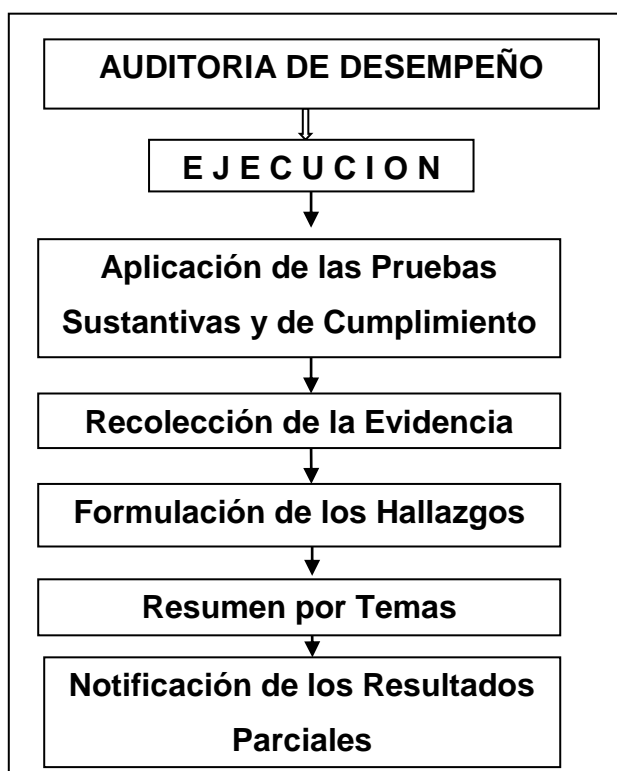 AUDITORIA DE DESEMPEÑO
E J E C U C I O N
Aplicación de las Pruebas
Sustantivas y de Cumplimiento
Recolección de la Evidencia
Formulación de los Hallazgos
Resumen por Temas
Notificación de los Resultados
Parciales